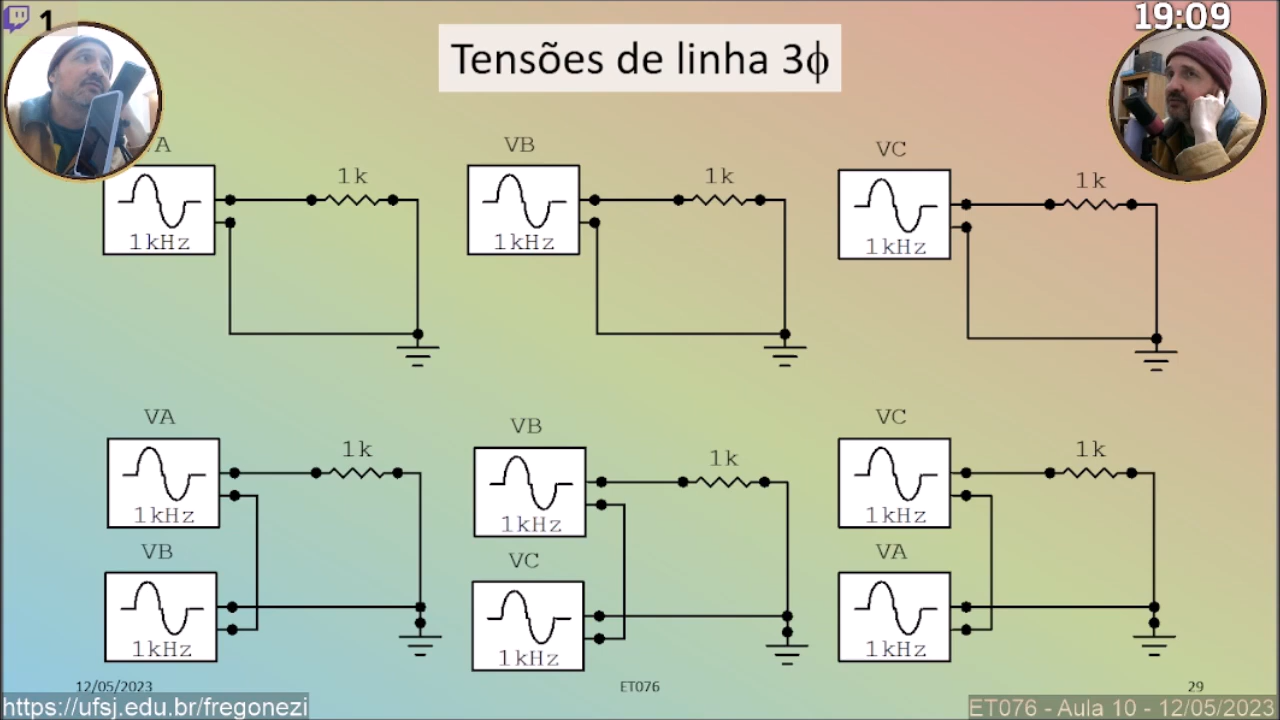 1
19:09
Tensões de linha 3ϕ
A
VB
VC
1k
1k
1k
1kHz
1kHz
1kHz
VA
VB
VC
1k
1k
1k
1kHz
1kHz
1kHz
VB
VC
VA
1kHz
1kHz
1kHz
12/05/2023
ET076
29
https://ufsj.edu.br/fregonezi
ET076 - Aula 10 - 12/05/2023